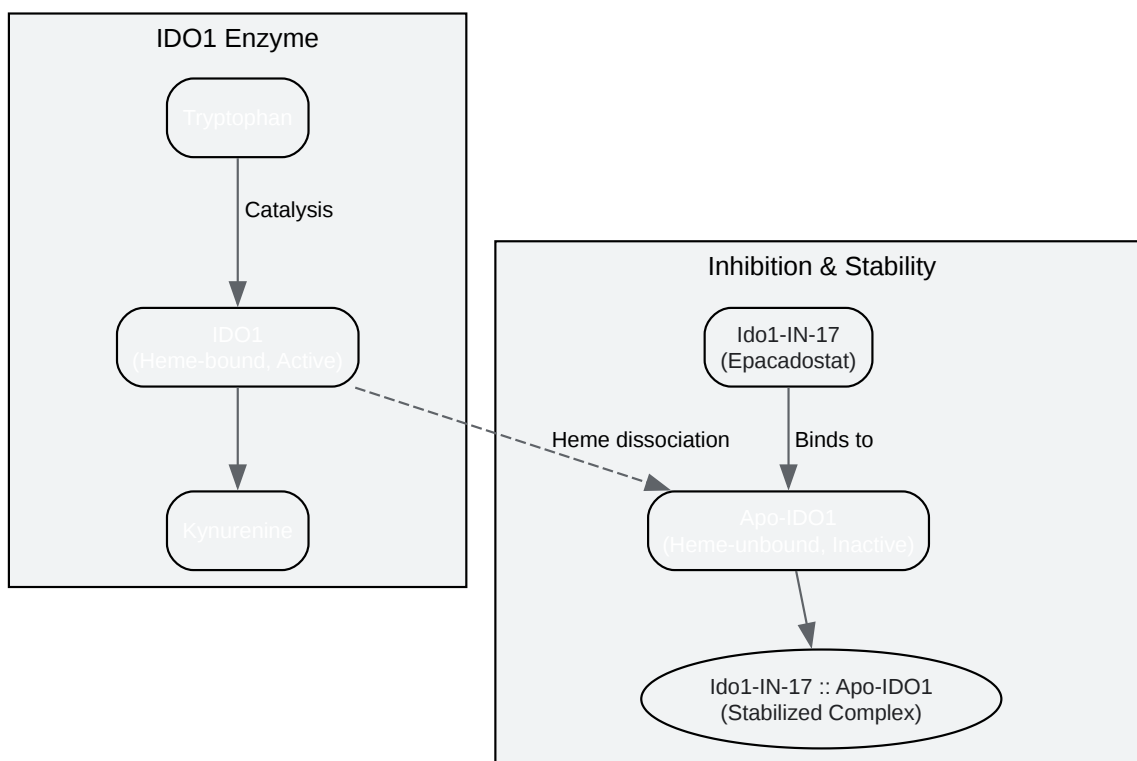 IDO1 Enzyme
Tryptophan
Catalysis
IDO1
(Heme-bound, Active)
Kynurenine
Inhibition & Stability
Ido1-IN-17
(Epacadostat)
Heme dissociation
Binds to
Apo-IDO1
(Heme-unbound, Inactive)
Ido1-IN-17 :: Apo-IDO1
(Stabilized Complex)